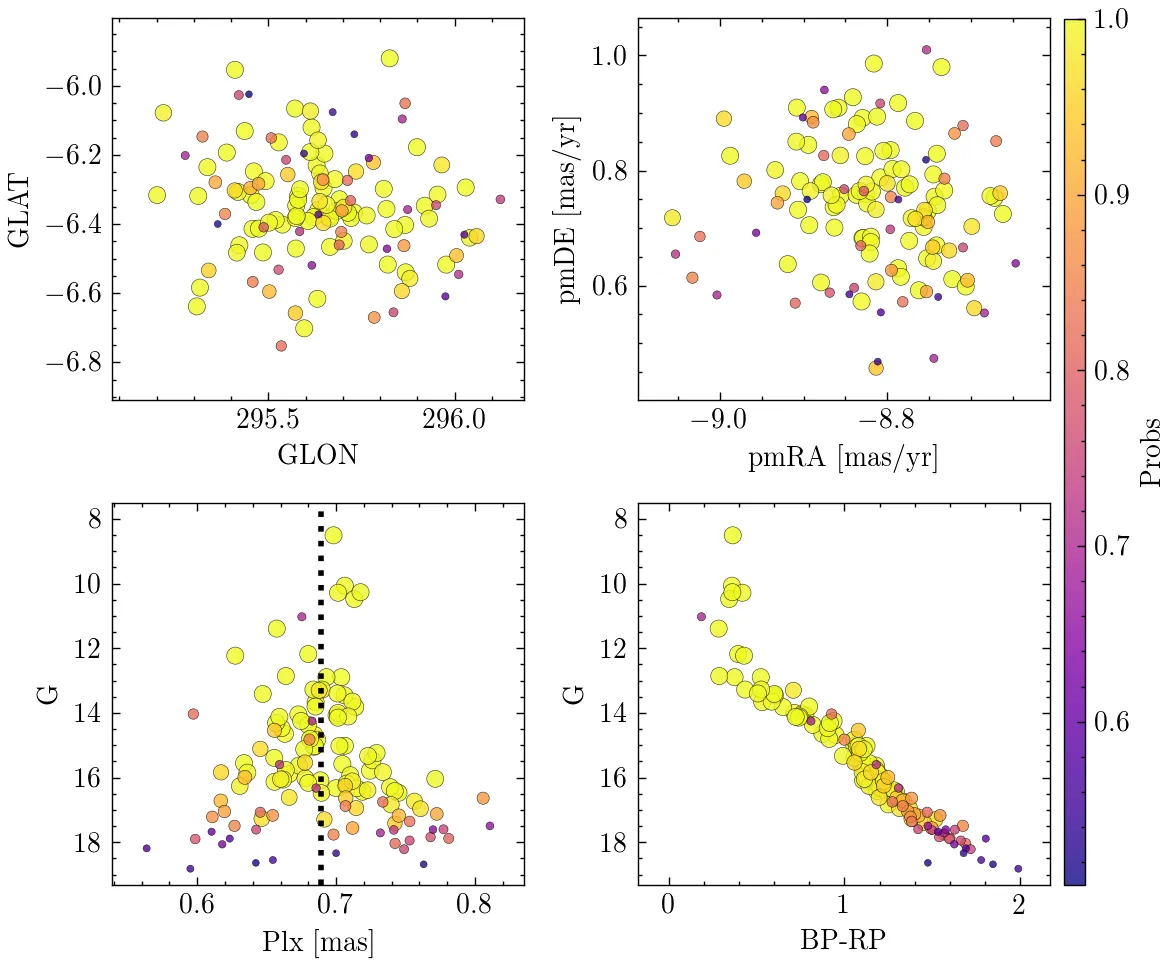 −6.0
−6.2
−6.4
−6.6
−6.8
GLAT
295.5 296.0
GLON
1.0
0.8
0.6
pmDE [mas/yr]
−9.0 −8.8
pmRA [mas/yr]
8
10
12
14
16
18
G
0.6 0.7 0.8
Plx [mas]
8
10
12
14
16
18
G
0 1 2
BP-RP
1.0
0.9
0.8
0.7
0.6
Probs